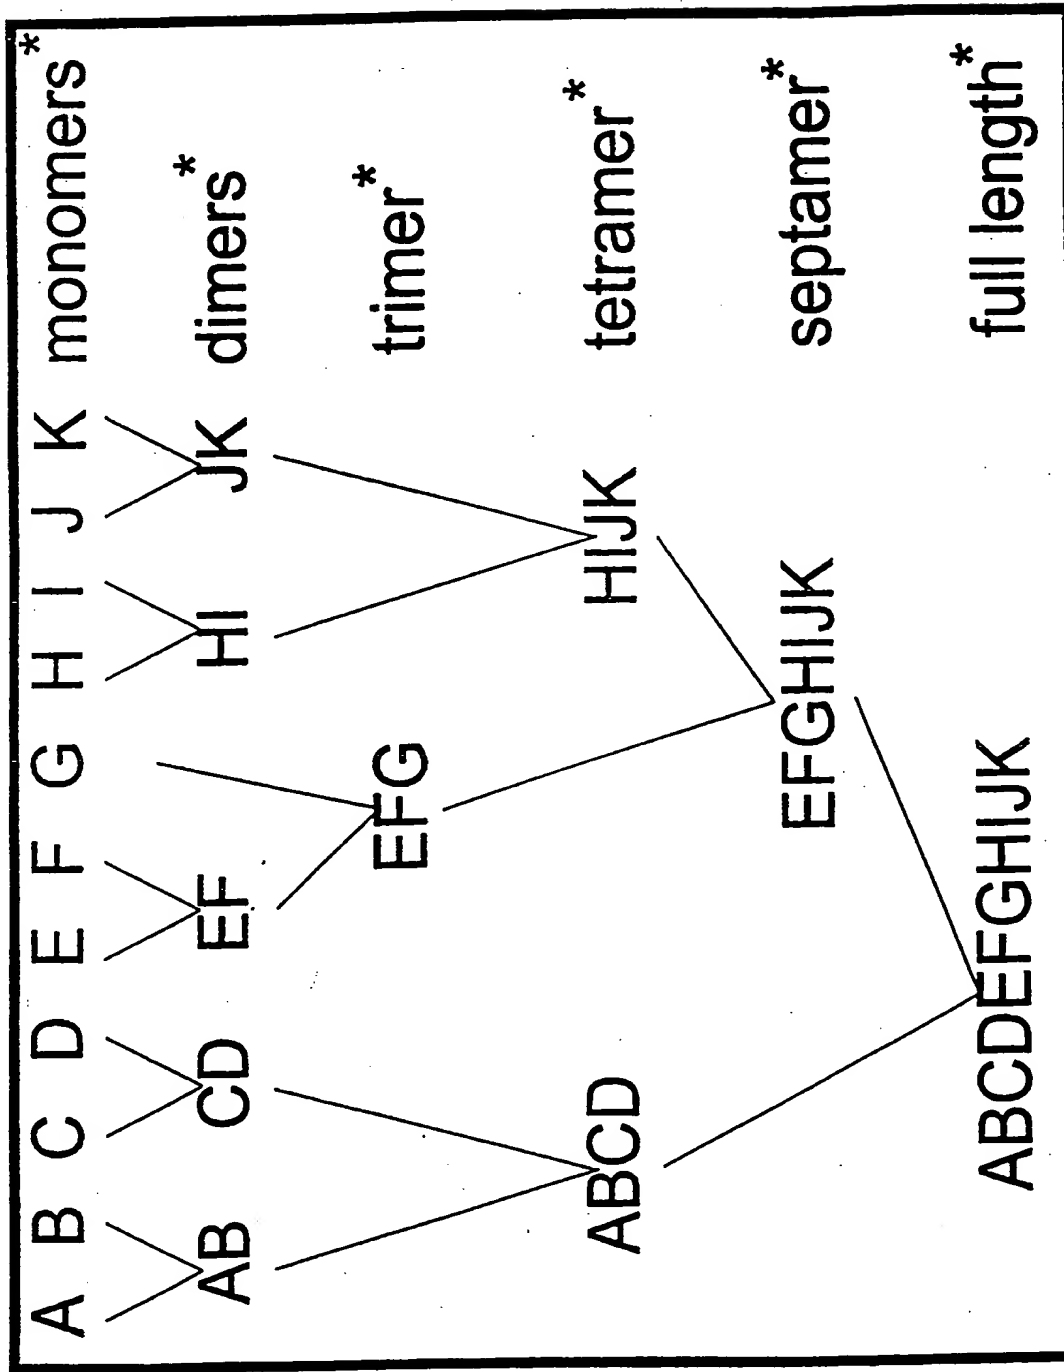 A B C D E F G H I J K monomers*
AB CD EF HI JK dimers*
EFG trimer*
ABCD HIJK tetramer*
EFGHIJK septamer*
ABCDEFGHIJK full length*